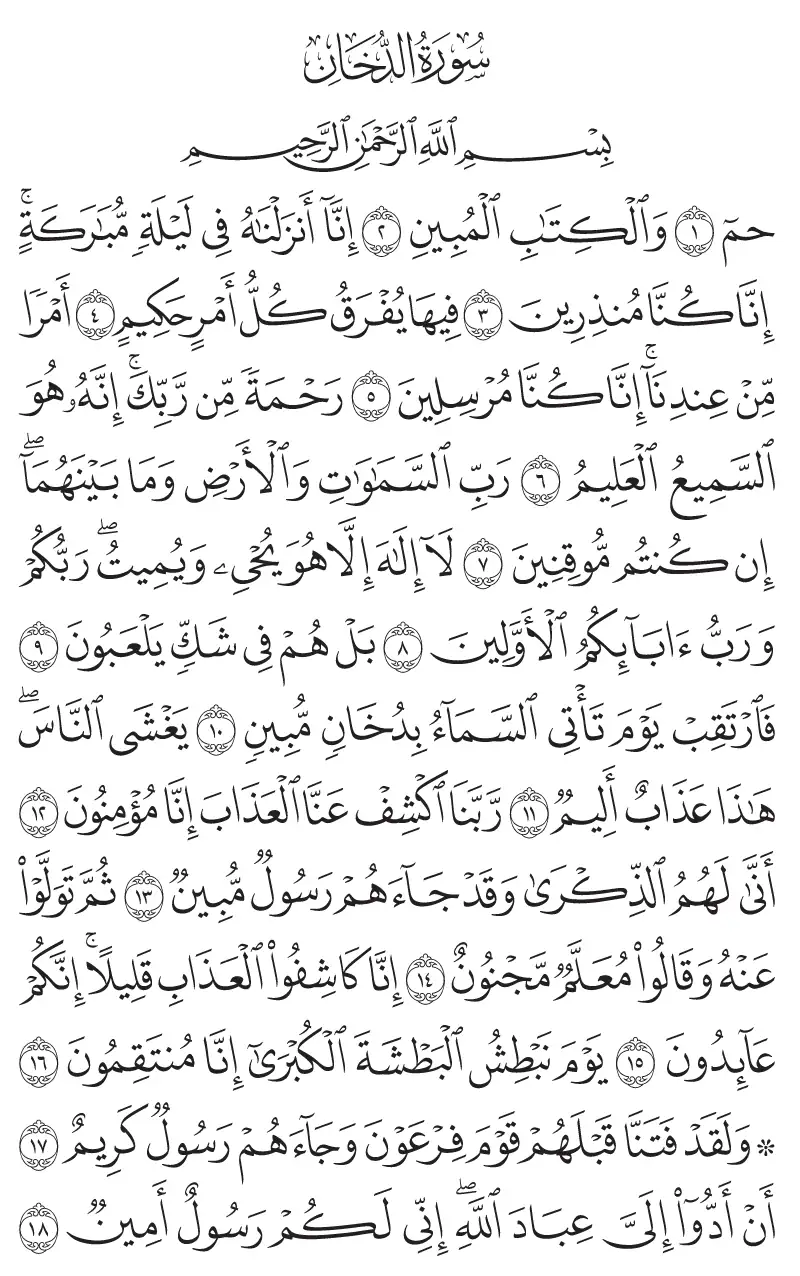 سُورَةُ الدُّخَانِ
بِسْمِ ٱللَّهِ ٱلرَّحْمَٰنِ ٱلرَّحِيمِ
حمٓ ١ وَٱلْكِتَٰبِ ٱلْمُبِينِ ٢ إِنَّآ أَنزَلْنَٰهُ فِى لَيْلَةٍ مُّبَٰرَكَةٍۚ
إِنَّا كُنَّا مُنذِرِينَ ٣ فِيهَا يُفْرَقُ كُلُّ أَمْرٍ حَكِيمٍ ٤ أَمْرًا
مِّنْ عِندِنَآۚ إِنَّا كُنَّا مُرْسِلِينَ ٥ رَحْمَةً مِّن رَّبِّكَۚ إِنَّهُۥ هُوَ
ٱلسَّمِيعُ ٱلْعَلِيمُ ٦ رَبِّ ٱلسَّمَٰوَٰتِ وَٱلْأَرْضِ وَمَا بَيْنَهُمَآۖ
إِن كُنتُم مُّوقِنِينَ ٧ لَآ إِلَٰهَ إِلَّا هُوَ يُحْىِۦ وَيُمِيتُۖ رَبُّكُمْ
وَرَبُّ ءَابَآئِكُمُ ٱلْأَوَّلِينَ ٨ بَلْ هُمْ فِى شَكٍّ يَلْعَبُونَ ٩
فَٱرْتَقِبْ يَوْمَ تَأْتِى ٱلسَّمَآءُ بِدُخَانٍ مُّبِينٍ ١٠ يَغْشَى ٱلنَّاسَۖ
هَٰذَا عَذَابٌ أَلِيمٌ ١١ رَّبَّنَا ٱكْشِفْ عَنَّا ٱلْعَذَابَ إِنَّا مُؤْمِنُونَ ١٢
أَنَّىٰ لَهُمُ ٱلذِّكْرَىٰ وَقَدْ جَآءَهُمْ رَسُولٌ مُّبِينٌ ١٣ ثُمَّ تَوَلَّوْا۟
عَنْهُ وَقَالُوا۟ مُعَلَّمٌ مَّجْنُونٌ ١٤ إِنَّا كَاشِفُوا۟ ٱلْعَذَابِ قَلِيلًاۚ إِنَّكُمْ
عَآئِدُونَ ١٥ يَوْمَ نَبْطِشُ ٱلْبَطْشَةَ ٱلْكُبْرَىٰٓ إِنَّا مُنتَقِمُونَ ١٦
* وَلَقَدْ فَتَنَّا قَبْلَهُمْ قَوْمَ فِرْعَوْنَ وَجَآءَهُمْ رَسُولٌ كَرِيمٌ ١٧
أَنْ أَدُّوٓا۟ إِلَىَّ عِبَادَ ٱللَّهِۖ إِنِّى لَكُمْ رَسُولٌ أَمِينٌ ١٨